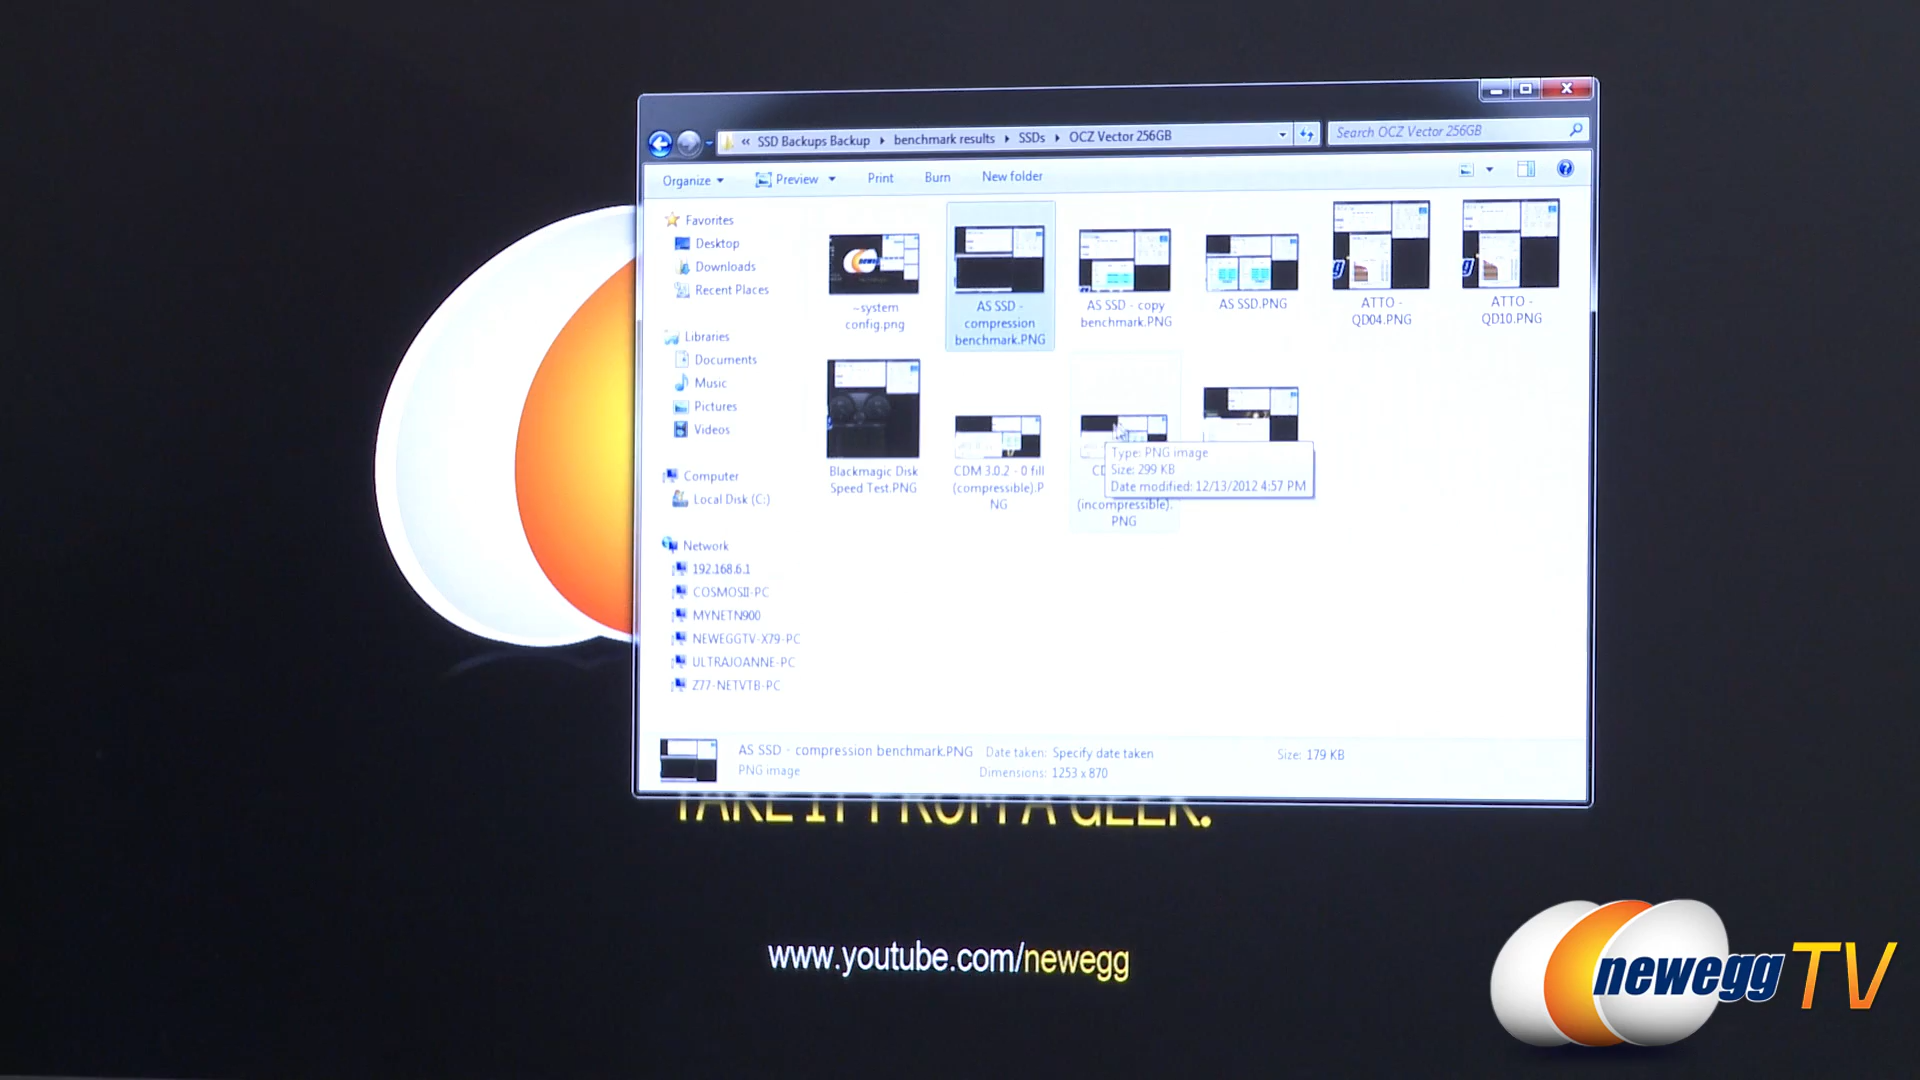 « SSD Backups Backup ▸ benchmark results ▸ SSDs ▸ OCZ Vector 256GB
Search OCZ Vector 256GB
Organize
Preview
Print
Burn
New folder
Favorites
Desktop
Downloads
Recent Places
Libraries
Documents
Music
Pictures
Videos
Computer
Local Disk (C:)
Network
192.168.6.1
COSMOSII-PC
MYNETN900
NEWEGGTV-X79-PC
ULTRAJOANNE-PC
Z77-NETVTB-PC
~system
config.png
AS SSD -
compression
benchmark.PNG
AS SSD - copy
benchmark.PNG
AS SSD.PNG
ATTO -
QD04.PNG
ATTO -
QD10.PNG
Blackmagic Disk
Speed Test.PNG
CDM 3.0.2 - 0 fill
(compressible).P
NG
(incompressible).
PNG
Type: PNG image
Size: 299 KB
Date modified: 12/13/2012 4:57 PM
AS SSD - compression benchmark.PNG
PNG image
Date taken: Specify date taken
Dimensions: 1253 x 870
Size: 179 KB
TAKE IT FROM A GEEK.
www.youtube.com/newegg
newegg TV